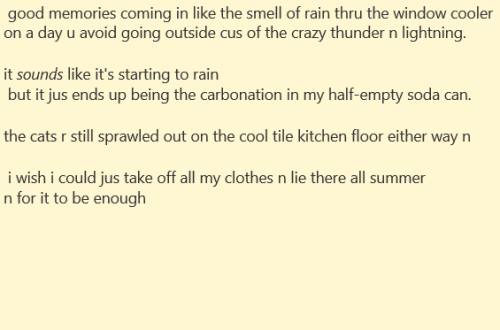 good memories coming in like the smell of rain thru the window cooler
on a day u avoid going outside cus of the crazy thunder n lightning.
it sounds like it's starting to rain
but it jus ends up being the carbonation in my half-empty soda can.
the cats r still sprawled out on the cool tile kitchen floor either way n
i wish i could jus take off all my clothes n lie there all summer
n for it to be enough